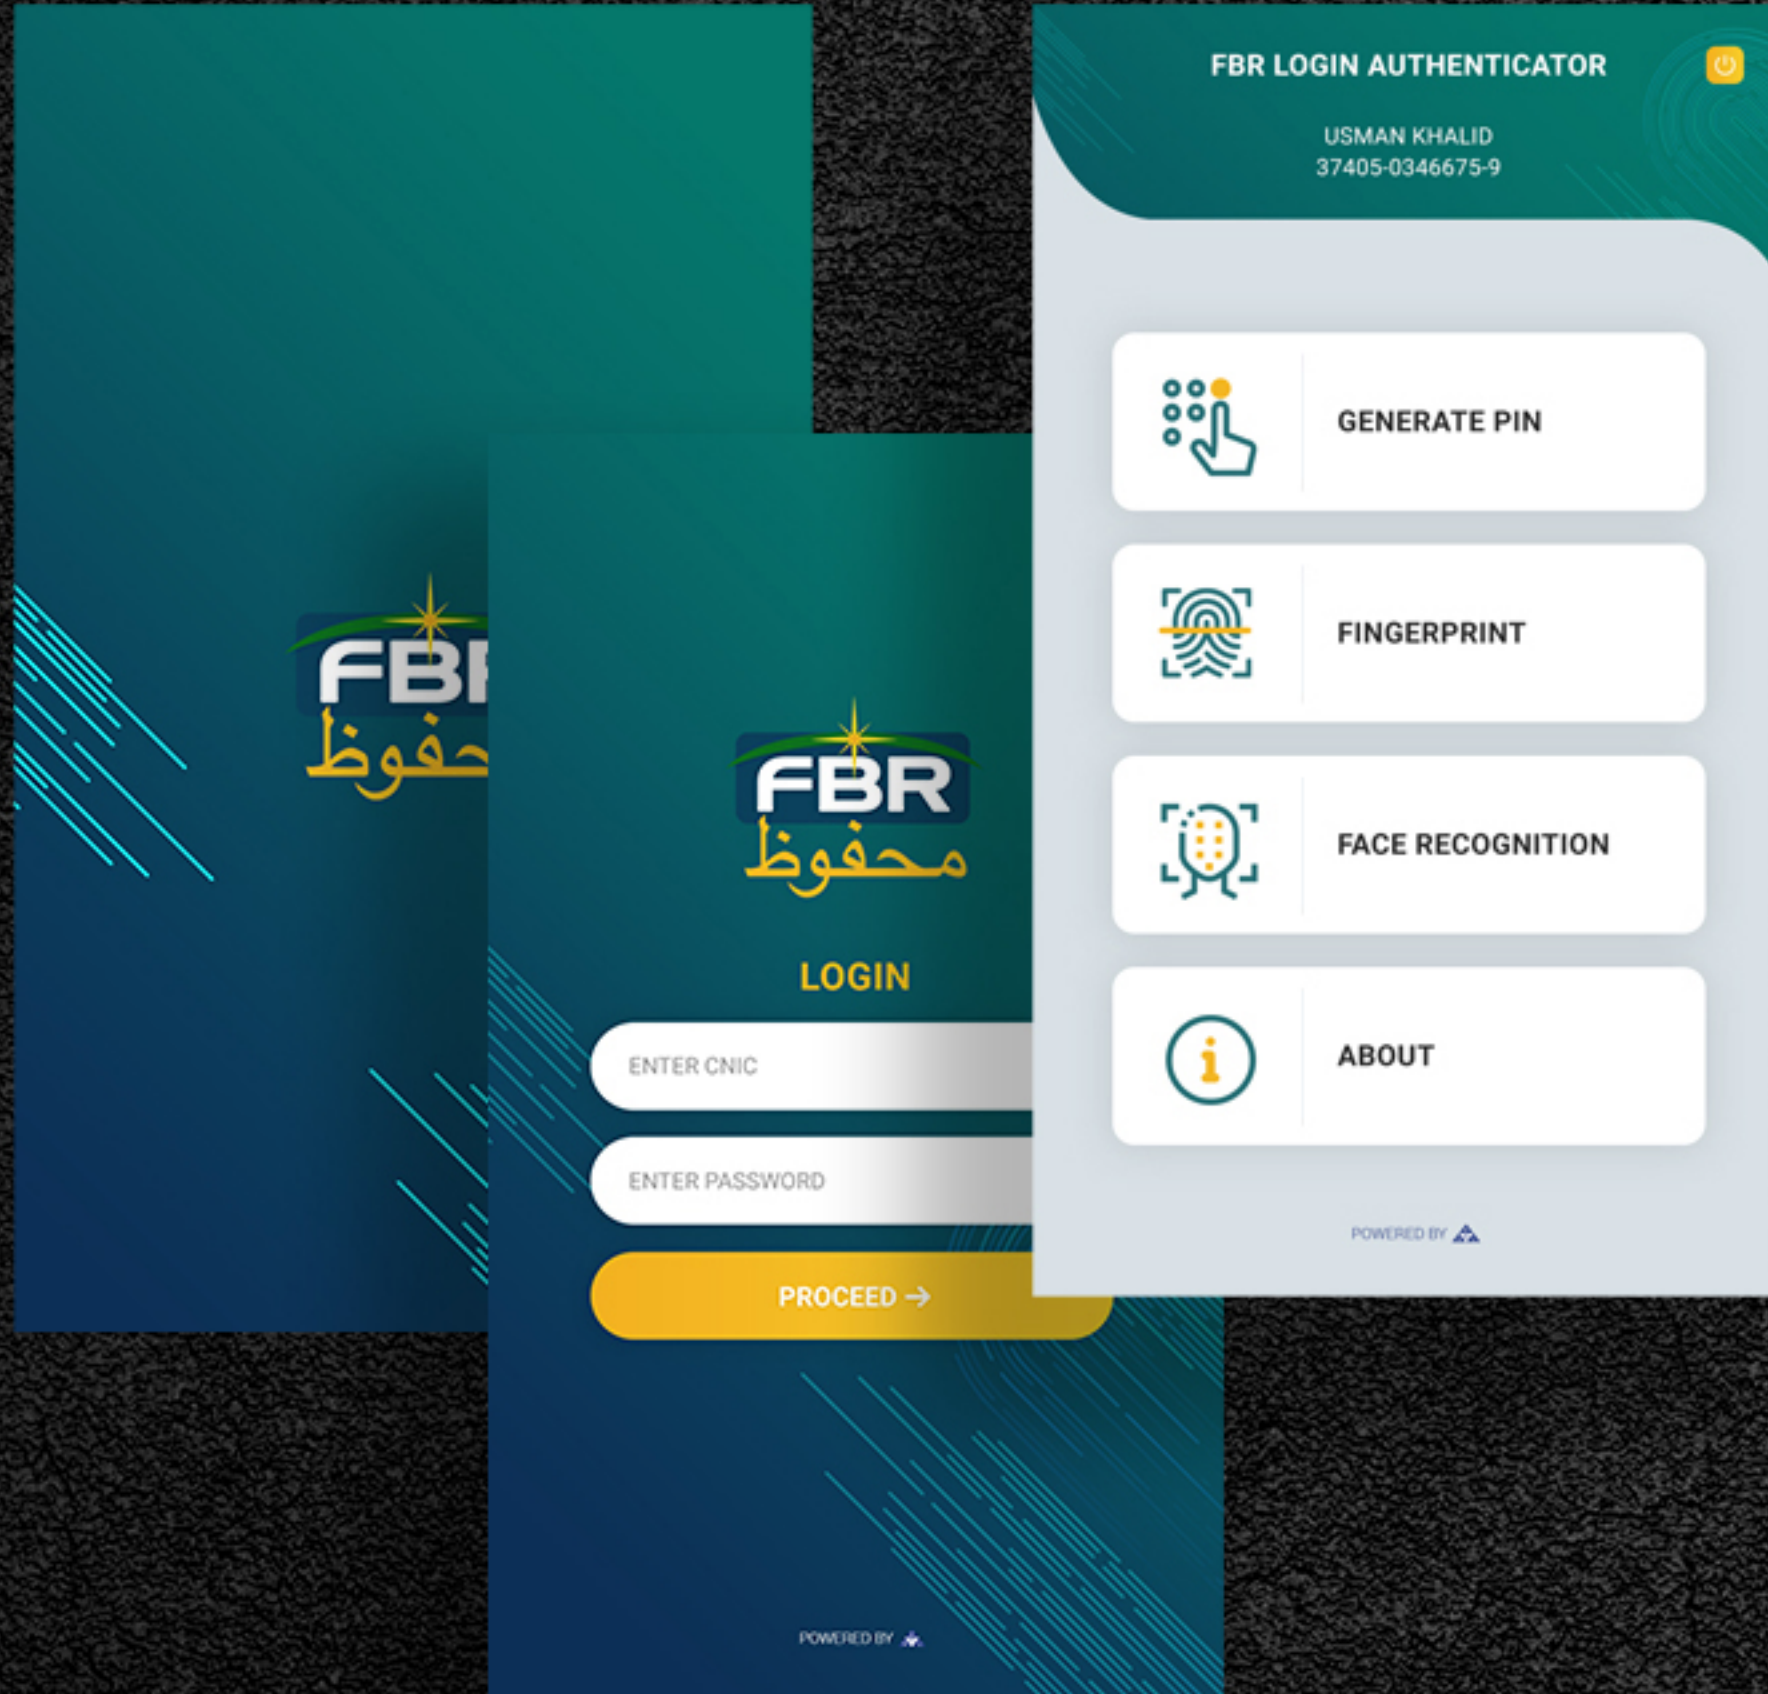 FBR
FBR
محفوظ
LOGIN
ENTER CNIC
ENTER PASSWORD
PROCEED →
POWERED BY
FBR LOGIN AUTHENTICATOR
USMAN KHALID
37405-0346675-9
GENERATE PIN
FINGERPRINT
FACE RECOGNITION
ABOUT
POWERED BY